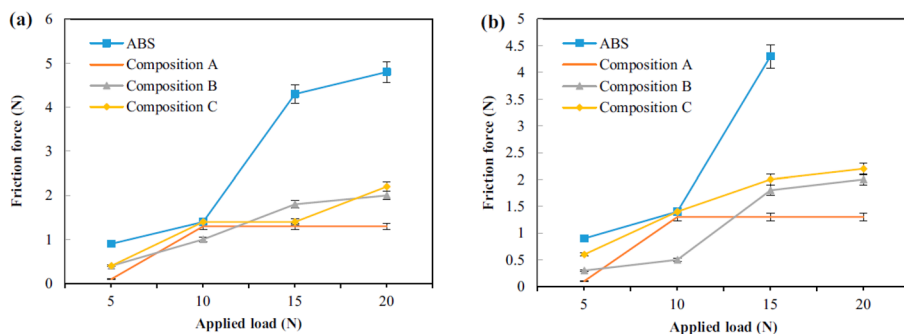 (a)
6
5
4
3
2
1
0
Friction force (N)
ABS
Composition A
Composition B
Composition C
5 10 15 20
Applied load (N)
(b)
5
4.5
4
3.5
3
2.5
2
1.5
1
0.5
0
Friction force (N)
ABS
Composition A
Composition B
Composition C
5 10 15 20
Applied load (N)